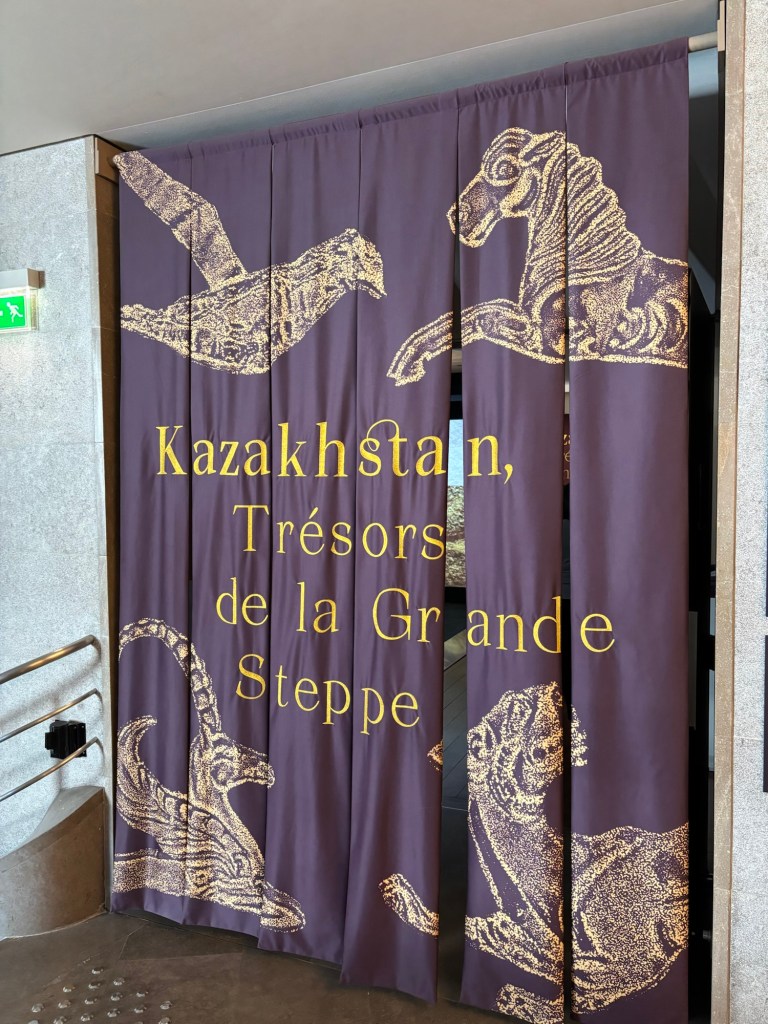 Kazakhstan,
Trésors
de la Grande
Steppe